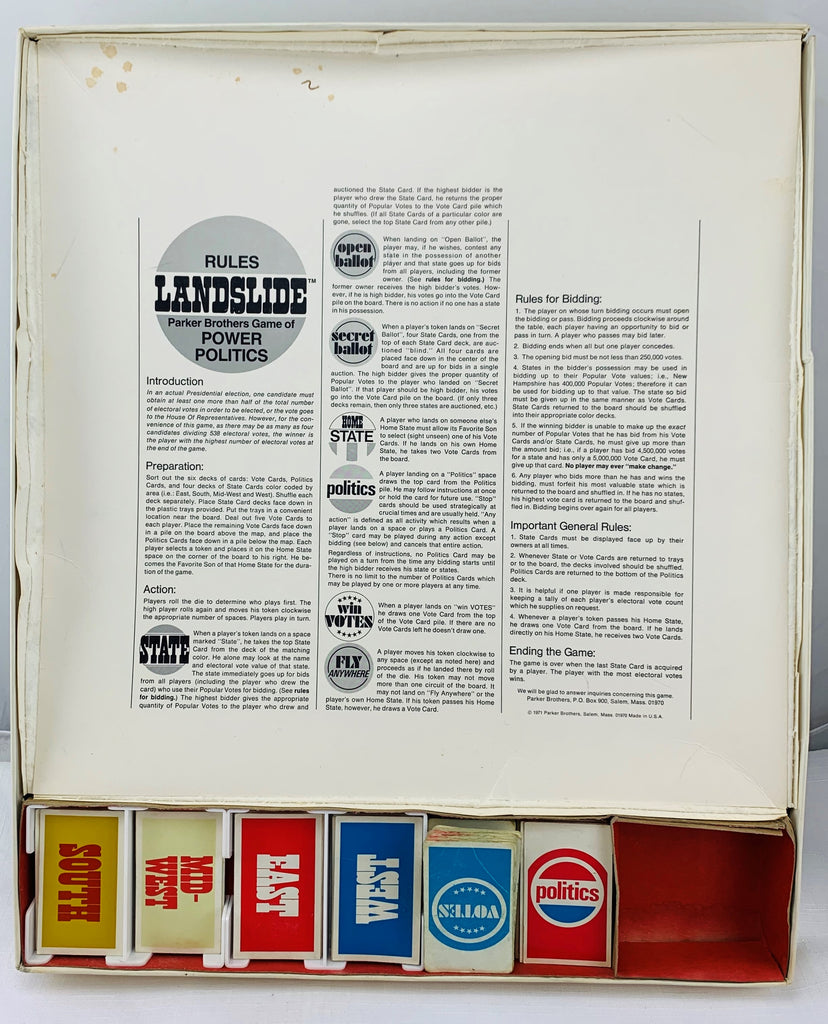 RULES
LANDSLIDE™
Parker Brothers Game of
POWER
POLITICS
Introduction
In an actual Presidential election, one candidate must
obtain at least one more than half of the total number
of electoral votes in order to be elected, or the vote goes
to the House Of Representatives. However, for the con-
venience of this game, as there may be as many as four
candidates dividing 538 electoral votes, the winner is
the player with the highest number of electoral votes at
the end of the game.
Preparation:
Sort out the six decks of cards: Vote Cards, Politics
Cards, and four decks of State Cards color coded by
area (i.e.: East, South, Mid-West and West). Shuffle each
deck separately. Place State Card decks face down in
the plastic trays provided. Put the trays in a convenient
location near the board. Deal out five Vote Cards to
each player. Place the remaining Vote Cards face down
in a pile on the board above the map, and place the
Politics Cards face down in a pile below the map. Each
player selects a token and places it on the Home State
space on the corner of the board to his right. He be-
comes the Favorite Son of that Home State for the dura-
tion of the game.
Action:
Players roll the die to determine who plays first. The
high player rolls again and moves his token clockwise
the appropriate number of spaces. Players play in turn.
STATE
When a player's token lands on a space
marked "State", he takes the top State
Card from the deck of the matching
color. He alone may look at the name
and electoral vote value of that state.
The state immediately goes up for bids
from all players (including the player who drew the
card) who use their Popular Votes for bidding. (See rules
for bidding.) The highest bidder gives the appropriate
quantity of Popular Votes to the player who drew and
auctioned the State Card. If the highest bidder is the
player who drew the State Card, he returns the proper
quantity of Popular Votes to the Vote Card pile which
he shuffles. (If all State Cards of a particular color are
gone, select the top State Card from any other pile.)
open
ballot
When landing on "Open Ballot", the
player may, if he wishes, contest any
state in the possession of another
player and that state goes up for bids
from all players, including the former
owner. (See rules for bidding.) The
former owner receives the high bidder's votes. How-
ever, if he is high bidder, his votes go into the Vote Card
pile on the board. There is no action if no one has a state
in his possession.
secret
ballot
When a player's token lands on "Secret
Ballot", four State Cards, one from the
top of each State Card deck, are auc-
tioned "blind." All four cards are
placed face down in the center of the
board and are up for bids in a single
auction. The high bidder gives the proper quantity of
Popular Votes to the player who landed on "Secret
Ballot". If that player should be high bidder, his votes
go into the Vote Card pile on the board. (If only three
decks remain, then only three states are auctioned, etc.)
HOME
STATE
A player who lands on someone else's
Home State must allow its Favorite Son
to select (sight unseen) one of his Vote
Cards. If he lands on his own Home
State, he takes two Vote Cards from
the board.
politics
A player landing on a "Politics" space
draws the top card from the Politics
pile. He may follow instructions at once
or hold the card for future use. "Stop"
cards should be used strategically at
crucial times and are usually held. "Any
action" is defined as all activity which results when a
player lands on a space or plays a Politics Card. A
"Stop" card may be played during any action except
bidding (see below) and cancels that entire action.
Regardless of instructions, no Politics Card may be
played on a turn from the time any bidding starts until
the high bidder receives his state or states.
There is no limit to the number of Politics Cards which
may be played by one or more players at any time.
win
VOTES
When a player lands on "win VOTES"
he draws one Vote Card from the top
of the Vote Card pile. If there are no
Vote Cards left he doesn't draw one.
FLY
ANYWHERE
A player moves his token clockwise to
any space (except as noted here) and
proceeds as if he landed there by roll
of the die. His token may not move
more than one circuit of the board. It
may not land on "Fly Anywhere" or the
player's own Home State. If his token passes his Home
State, however, he draws a Vote Card.
Rules for Bidding:
1. The player on whose turn bidding occurs must open
the bidding or pass. Bidding proceeds clockwise around
the table, each player having an opportunity to bid or
pass in turn. A player who passes may bid later.
2. Bidding ends when all but one player concedes.
3. The opening bid must be not less than 250,000 votes.
4. States in the bidder's possession may be used in
bidding up to their Popular Vote values; i.e., New
Hampshire has 400,000 Popular Votes; therefore it can
be used for bidding up to that value. The state so bid
must be given up in the same manner as Vote Cards.
State Cards returned to the board should be shuffled
into their appropriate color decks.
5. If the winning bidder is unable to make up the exact
number of Popular Votes that he has bid from his Vote
Cards and/or State Cards, he must give up more than
the amount bid; i.e., if a player has bid 4,500,000 votes
for a state and has only a 5,000,000 Vote Card, he must
give up that card. No player may ever "make change."
6. Any player who bids more than he has and wins the
bidding, must forfeit his most valuable state which is
returned to the board and shuffled in. If he has no states,
his highest vote card is returned to the board and shuf-
fled in. Bidding begins over again for all players.
Important General Rules:
1. State Cards must be displayed face up by their
owners at all times.
2. Whenever State or Vote Cards are returned to trays
or to the board, the decks involved should be shuffled.
Politics Cards are returned to the bottom of the Politics
deck.
3. It is helpful if one player is made responsible for
keeping a tally of each player's electoral vote count
which he supplies on request.
4. Whenever a player's token passes his Home State,
he draws one Vote Card from the board. If he lands
directly on his Home State, he receives two Vote Cards.
Ending the Game:
The game is over when the last State Card is acquired
by a player. The player with the most electoral votes
wins.
We will be glad to answer inquiries concerning this game.
Parker Brothers, P.O. Box 900, Salem, Mass. 01970
© 1971 Parker Brothers, Salem, Mass. 01970 Made in U.S.A.
SOUTH
MID-
WEST
EAST
WEST
VOTES
politics